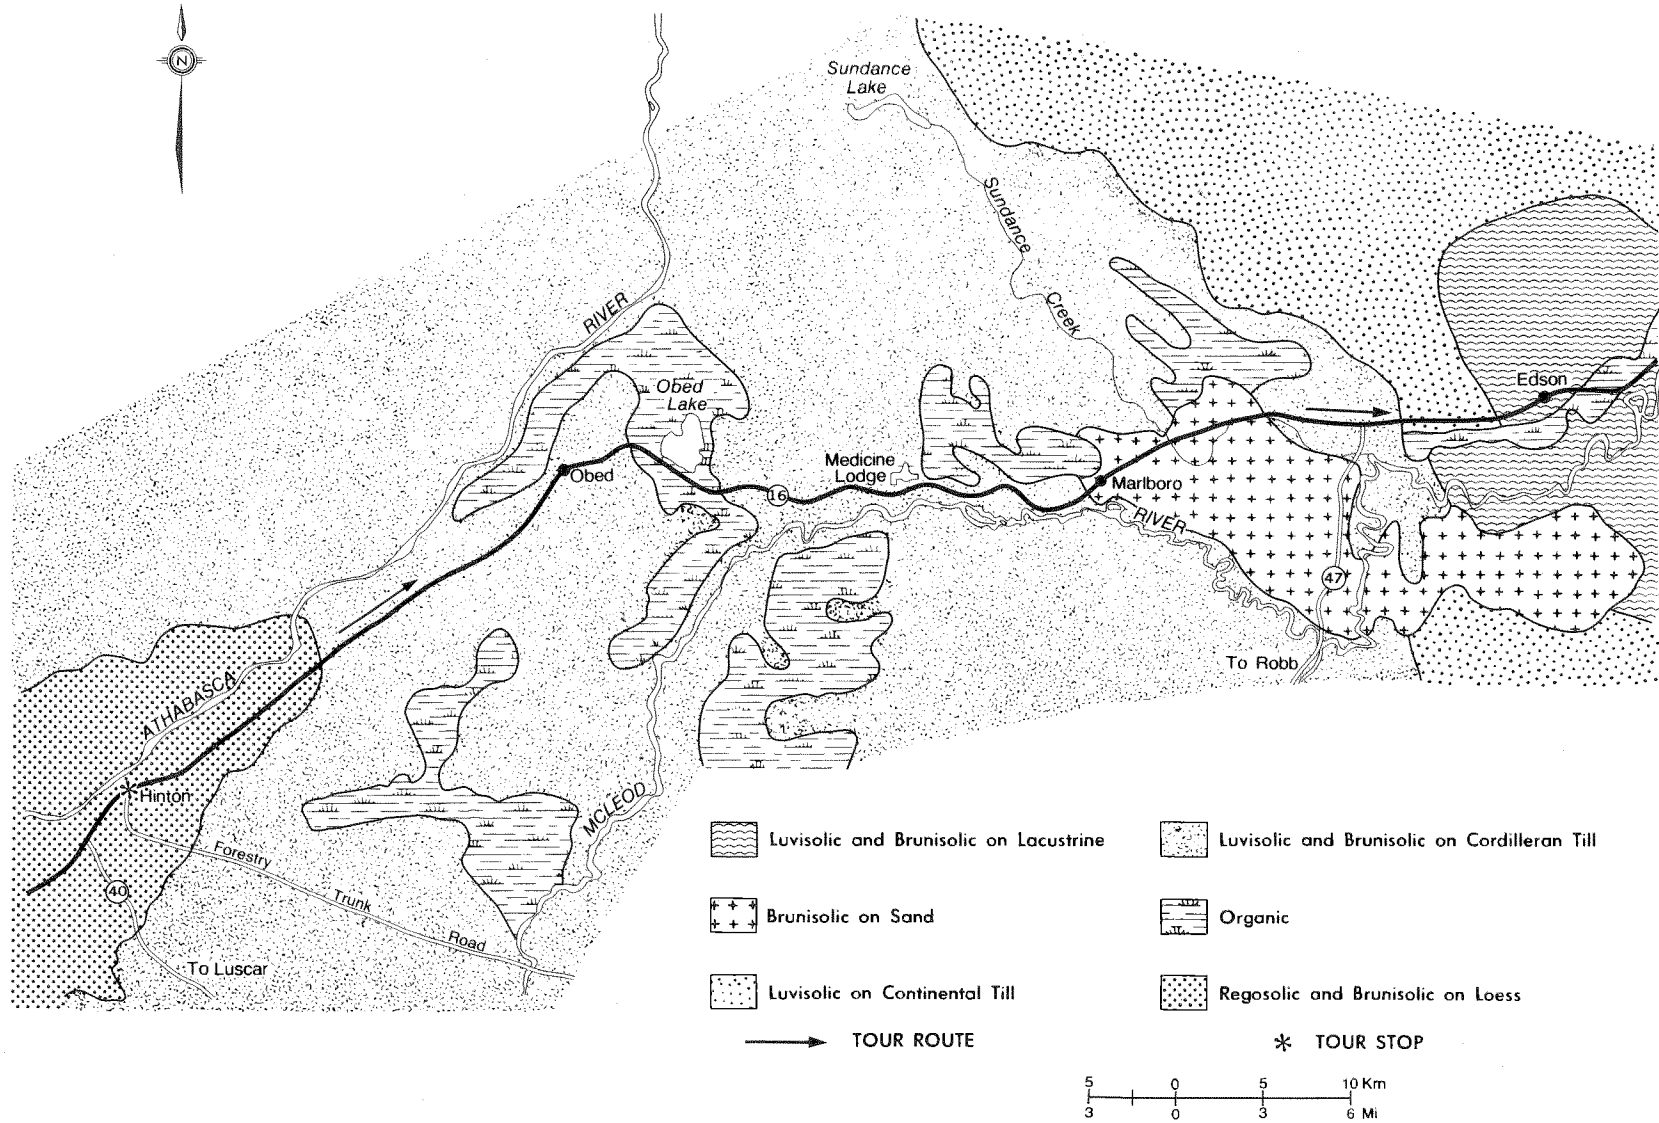 N
Sundance
Lake
Sundance
Creek
RIVER
Obed
Lake
Edson
Obed
16
Medicine
Lodge
Marlboro
RIVER
47
To Robb
ATHABASCA
Hinton
MCLEOD
Forestry
Trunk
Road
40
To Luscar
Luvisolic and Brunisolic on Lacustrine
Luvisolic and Brunisolic on Cordilleran Till
Brunisolic on Sand
Organic
Luvisolic on Continental Till
Regosolic and Brunisolic on Loess
TOUR ROUTE
TOUR STOP
5 0 5 10 Km
3 0 3 6 Mi